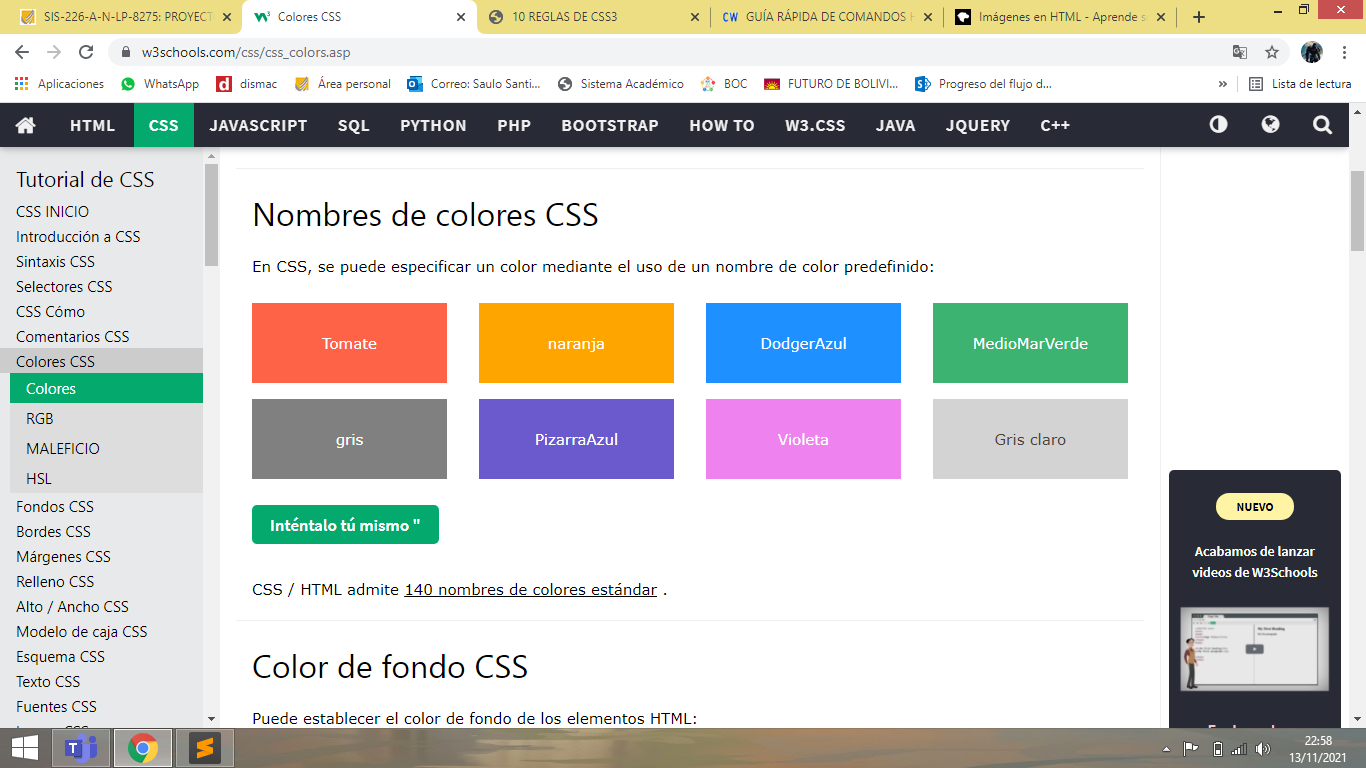 SIS-226-A-N-LP-8275: PROYECT
Colores CSS
10 REGLAS DE CSS3
CW GUÍA RÁPIDA DE COMANDOS H
Imágenes en HTML - Aprende s
w3schools.com/css/css_colors.asp
Aplicaciones
WhatsApp
d dismac
Área personal
Correo: Saulo Santi...
Sistema Académico
BOC
FUTURO DE BOLIVI...
Progreso del flujo d...
»
Lista de lectura
HTML
CSS
JAVASCRIPT
SQL
PYTHON
PHP
BOOTSTRAP
HOW TO
W3.CSS
JAVA
JQUERY
C++
Tutorial de CSS
CSS INICIO
Introducción a CSS
Sintaxis CSS
Selectores CSS
CSS Cómo
Comentarios CSS
Colores CSS
Colores
RGB
MALEFICIO
HSL
Fondos CSS
Bordes CSS
Márgenes CSS
Relleno CSS
Alto / Ancho CSS
Modelo de caja CSS
Esquema CSS
Texto CSS
Fuentes CSS
Nombres de colores CSS
En CSS, se puede especificar un color mediante el uso de un nombre de color predefinido:
Tomate
naranja
DodgerAzul
MedioMarVerde
gris
PizarraAzul
Violeta
Gris claro
Inténtalo tú mismo "
CSS / HTML admite 140 nombres de colores estándar .
Color de fondo CSS
Puede establecer el color de fondo de los elementos HTML:
NUEVO
Acabamos de lanzar
videos de W3Schools
22:58
13/11/2021